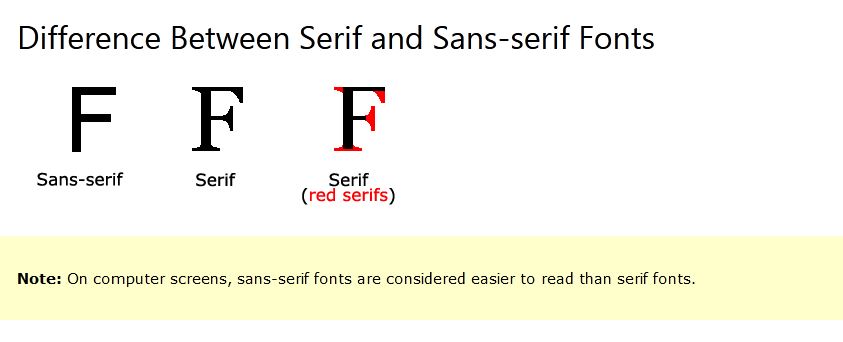 Difference Between Serif and Sans-serif Fonts
F F F
Sans-serif Serif Serif
(red serifs)
Note: On computer screens, sans-serif fonts are considered easier to read than serif fonts.